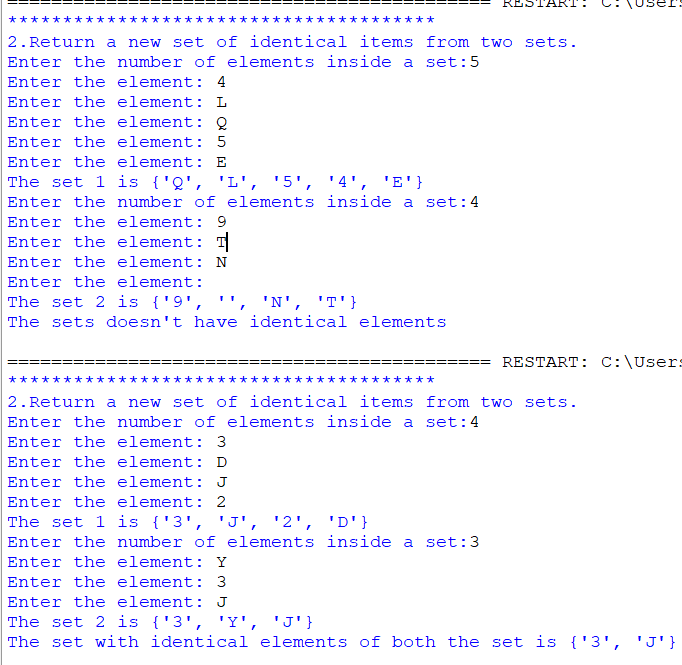 ============================================ RESTART: C:\Users
***************************************
2.Return a new set of identical items from two sets.
Enter the number of elements inside a set:5
Enter the element: 4
Enter the element: L
Enter the element: Q
Enter the element: 5
Enter the element: E
The set 1 is {'Q', 'L', '5', '4', 'E'}
Enter the number of elements inside a set:4
Enter the element: 9
Enter the element: T
Enter the element: N
Enter the element:
The set 2 is {'9', '', 'N', 'T'}
The sets doesn't have identical elements
============================================ RESTART: C:\Users
***************************************
2.Return a new set of identical items from two sets.
Enter the number of elements inside a set:4
Enter the element: 3
Enter the element: D
Enter the element: J
Enter the element: 2
The set 1 is {'3', 'J', '2', 'D'}
Enter the number of elements inside a set:3
Enter the element: Y
Enter the element: 3
Enter the element: J
The set 2 is {'3', 'Y', 'J'}
The set with identical elements of both the set is {'3', 'J'}